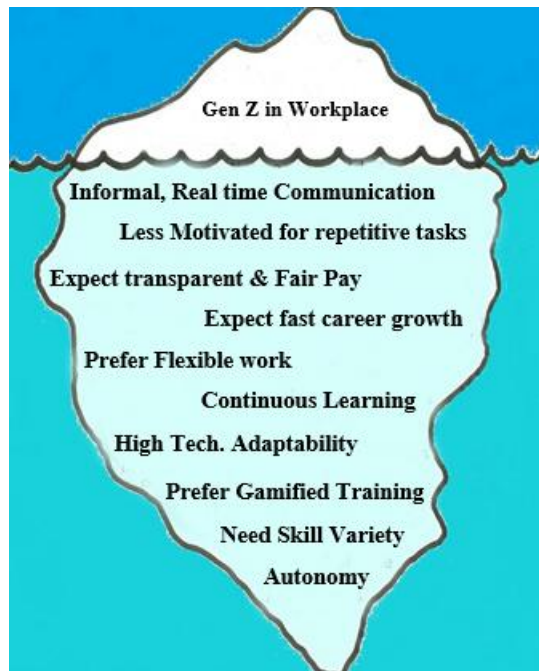 Gen Z in Workplace
Informal, Real time Communication
Less Motivated for repetitive tasks
Expect transparent & Fair Pay
Expect fast career growth
Prefer Flexible work
Continuous Learning
High Tech. Adaptability
Prefer Gamified Training
Need Skill Variety
Autonomy